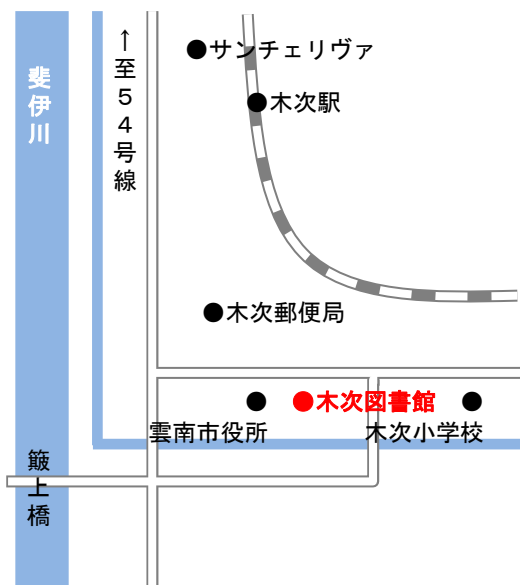 斐伊川
↑至５４号線
サンチェリヴァ
木次駅
木次郵便局
木次図書館
雲南市役所
木次小学校
簸上橋